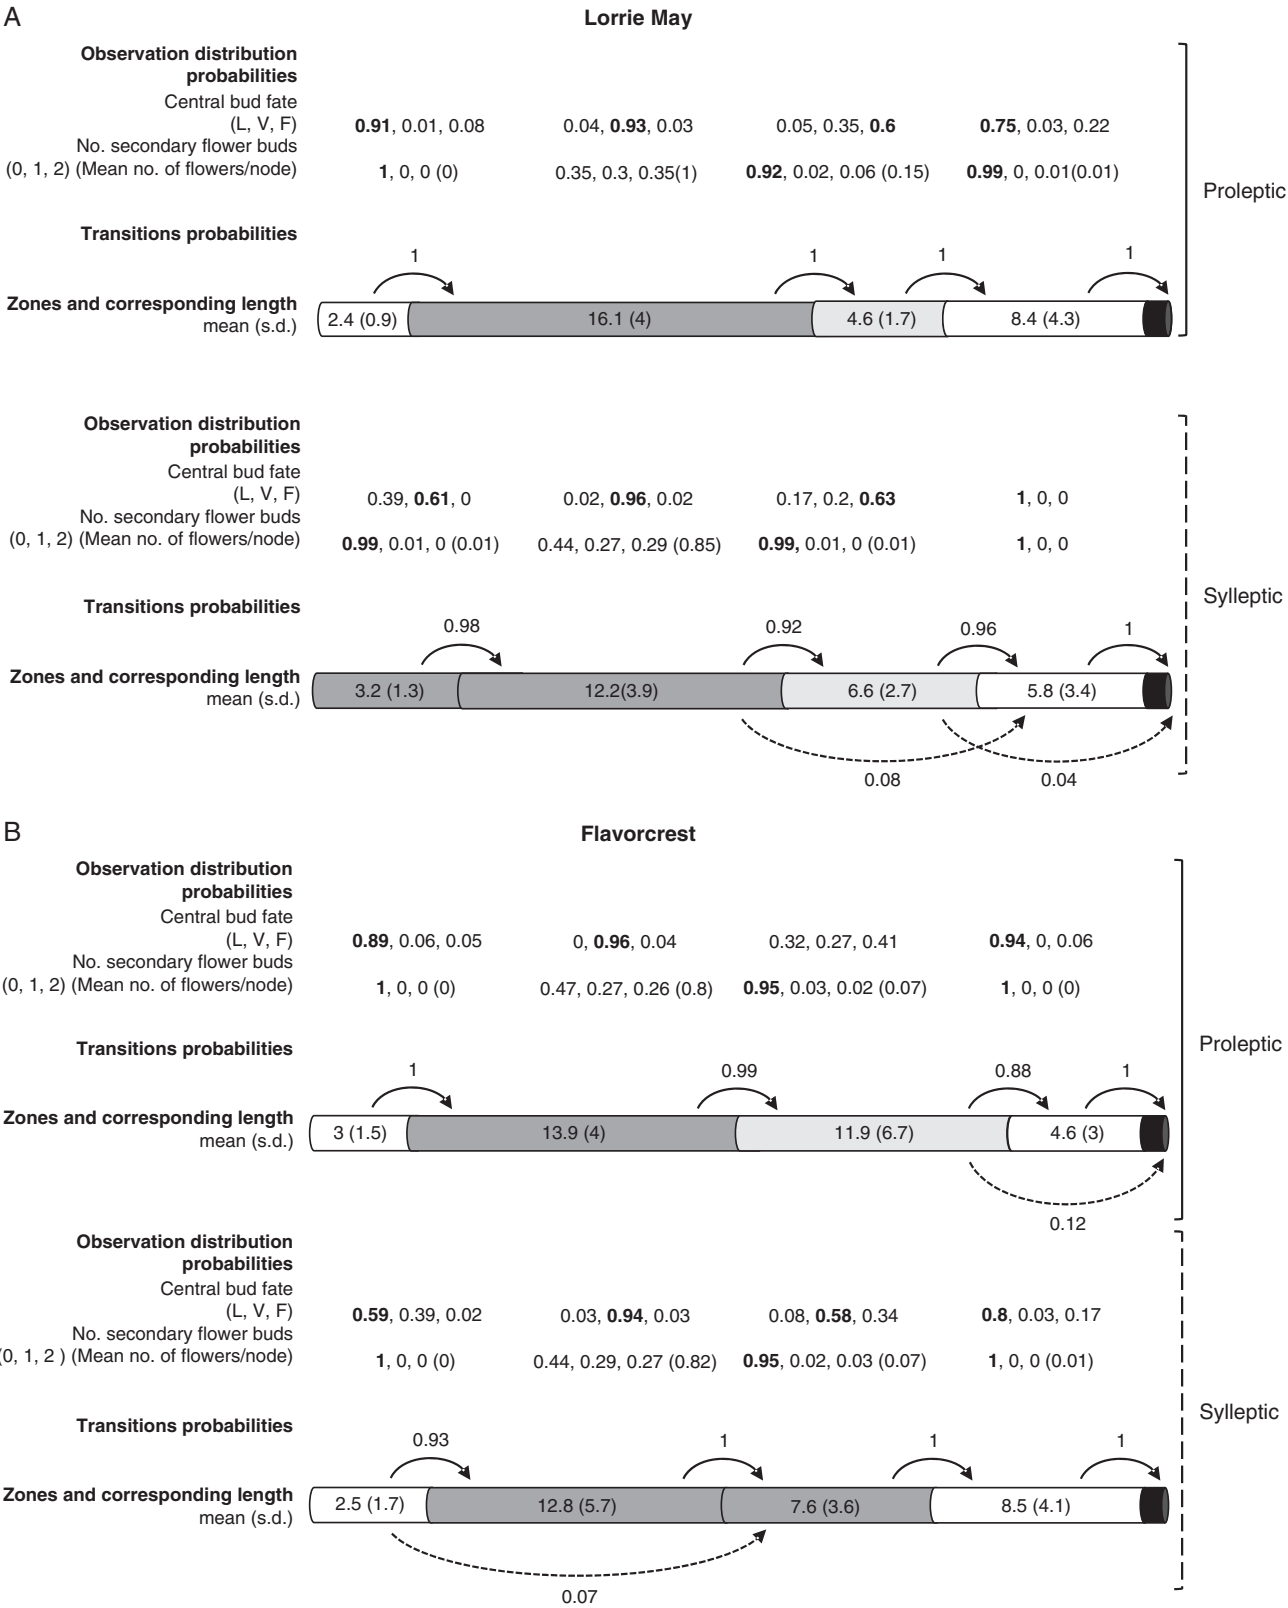 A
Lorrie May
Observation distribution
probabilities
Central bud fate
(L, V, F)
0.91, 0.01, 0.08 0.04, 0.93, 0.03 0.05, 0.35, 0.6 0.75, 0.03, 0.22
No. secondary flower buds
(0, 1, 2) (Mean no. of flowers/node)
1, 0, 0 (0) 0.35, 0.3, 0.35(1) 0.92, 0.02, 0.06 (0.15) 0.99, 0, 0.01(0.01)
Proleptic
Transitions probabilities
1 1 1 1
Zones and corresponding length
mean (s.d.)
2.4 (0.9) 16.1 (4) 4.6 (1.7) 8.4 (4.3)
Observation distribution
probabilities
Central bud fate
(L, V, F)
0.39, 0.61, 0 0.02, 0.96, 0.02 0.17, 0.2, 0.63 1, 0, 0
No. secondary flower buds
(0, 1, 2) (Mean no. of flowers/node)
0.99, 0.01, 0 (0.01) 0.44, 0.27, 0.29 (0.85) 0.99, 0.01, 0 (0.01) 1, 0, 0
Sylleptic
Transitions probabilities
0.98 0.92 0.96 1
Zones and corresponding length
mean (s.d.)
3.2 (1.3) 12.2(3.9) 6.6 (2.7) 5.8 (3.4)
0.08 0.04
B
Flavorcrest
Observation distribution
probabilities
Central bud fate
(L, V, F)
0.89, 0.06, 0.05 0, 0.96, 0.04 0.32, 0.27, 0.41 0.94, 0, 0.06
No. secondary flower buds
(0, 1, 2) (Mean no. of flowers/node)
1, 0, 0 (0) 0.47, 0.27, 0.26 (0.8) 0.95, 0.03, 0.02 (0.07) 1, 0, 0 (0)
Proleptic
Transitions probabilities
1 0.99 0.88 1
Zones and corresponding length
mean (s.d.)
3 (1.5) 13.9 (4) 11.9 (6.7) 4.6 (3)
0.12
Observation distribution
probabilities
Central bud fate
(L, V, F)
0.59, 0.39, 0.02 0.03, 0.94, 0.03 0.08, 0.58, 0.34 0.8, 0.03, 0.17
No. secondary flower buds
(0, 1, 2 ) (Mean no. of flowers/node)
1, 0, 0 (0) 0.44, 0.29, 0.27 (0.82) 0.95, 0.02, 0.03 (0.07) 1, 0, 0 (0.01)
Sylleptic
Transitions probabilities
0.93 1 1 1
Zones and corresponding length
mean (s.d.)
2.5 (1.7) 12.8 (5.7) 7.6 (3.6) 8.5 (4.1)
0.07